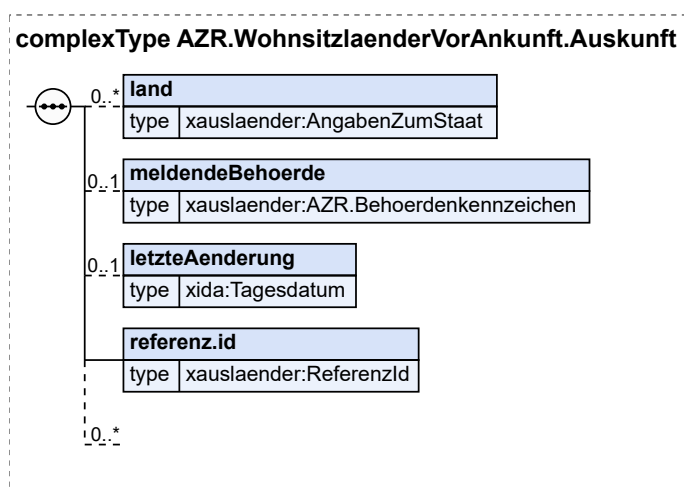 complexType AZR.WohnsitzlaenderVorAnkunft.Auskunft
0..* land
type xauslaender:AngabenZumStaat
0..1 meldendeBehoerde
type xauslaender:AZR.Behoerdenkennzeichen
0..1 letzteAenderung
type xida:Tagesdatum
referenz.id
type xauslaender:ReferenzId
0..*